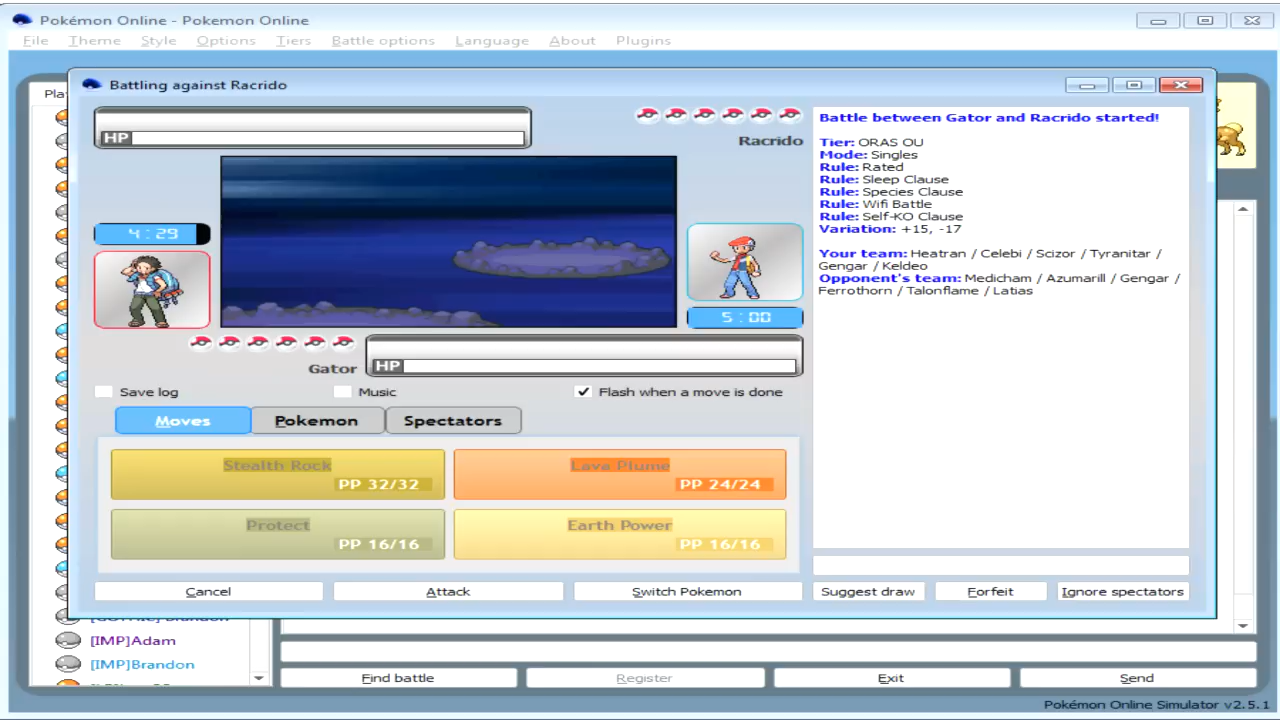 Pokémon Online - Pokemon Online
File Theme Style Options Tiers Battle options Language About Plugins
Battling against Racrido
HP
Racrido
4:29
5:00
Gator
HP
Save log
Music
Flash when a move is done
Moves
Pokemon
Spectators
Stealth Rock
PP 32/32
Lava Plume
PP 24/24
Protect
PP 16/16
Earth Power
PP 16/16
Cancel
Attack
Switch Pokemon
Battle between Gator and Racrido started!
Tier: ORAS OU
Mode: Singles
Rule: Rated
Rule: Sleep Clause
Rule: Species Clause
Rule: Wifi Battle
Rule: Self-KO Clause
Variation: +15, -17
Your team: Heatran / Celebi / Scizor / Tyranitar /
Gengar / Keldeo
Opponent's team: Medicham / Azumarill / Gengar /
Ferrothorn / Talonflame / Latias
Suggest draw
Forfeit
Ignore spectators
[IMP]Adam
[IMP]Brandon
Find battle
Register
Exit
Send
Pokémon Online Simulator v2.5.1